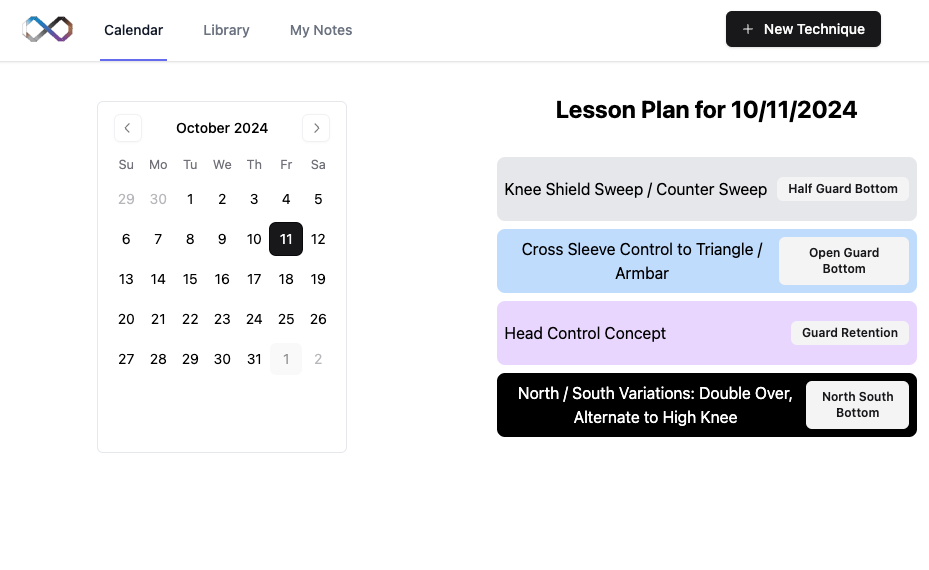 Calendar Library My Notes + New Technique
October 2024
Su Mo Tu We Th Fr Sa
29 30 1 2 3 4 5
6 7 8 9 10 11 12
13 14 15 16 17 18 19
20 21 22 23 24 25 26
27 28 29 30 31 1 2
Lesson Plan for 10/11/2024
Knee Shield Sweep / Counter Sweep
Half Guard Bottom
Cross Sleeve Control to Triangle /
Armbar
Open Guard
Bottom
Head Control Concept
Guard Retention
North / South Variations: Double Over,
Alternate to High Knee
North South
Bottom